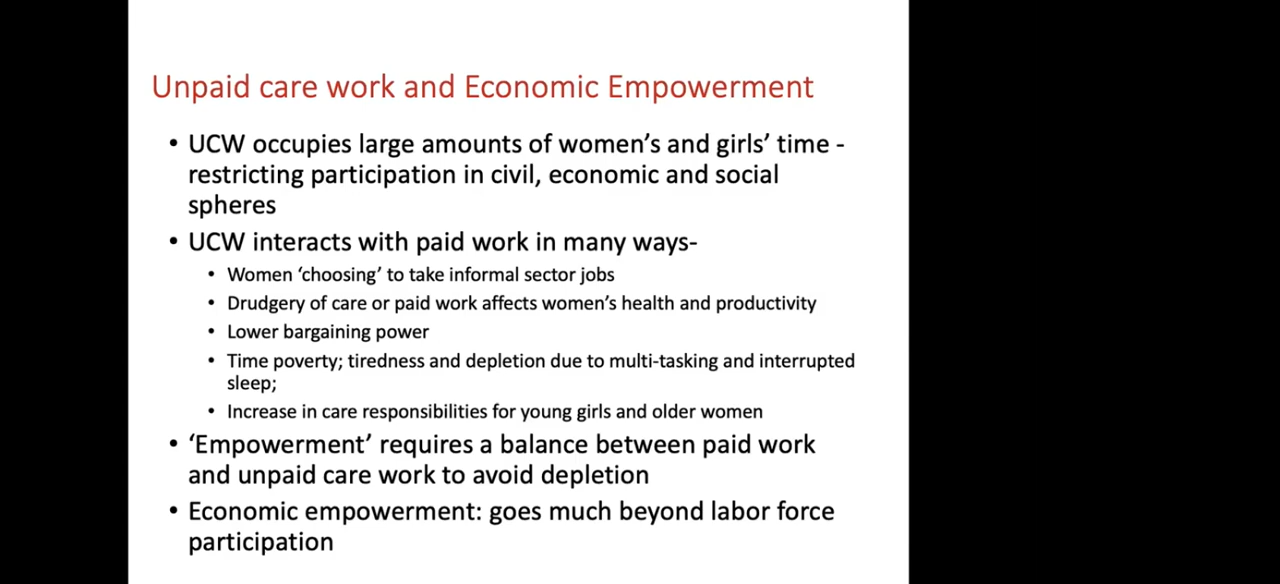 Unpaid care work and Economic Empowerment
• UCW occupies large amounts of women’s and girls’ time -
restricting participation in civil, economic and social
spheres
• UCW interacts with paid work in many ways-
• Women ‘choosing’ to take informal sector jobs
• Drudgery of care or paid work affects women’s health and productivity
• Lower bargaining power
• Time poverty; tiredness and depletion due to multi-tasking and interrupted
sleep;
• Increase in care responsibilities for young girls and older women
• ‘Empowerment’ requires a balance between paid work
and unpaid care work to avoid depletion
• Economic empowerment: goes much beyond labor force
participation